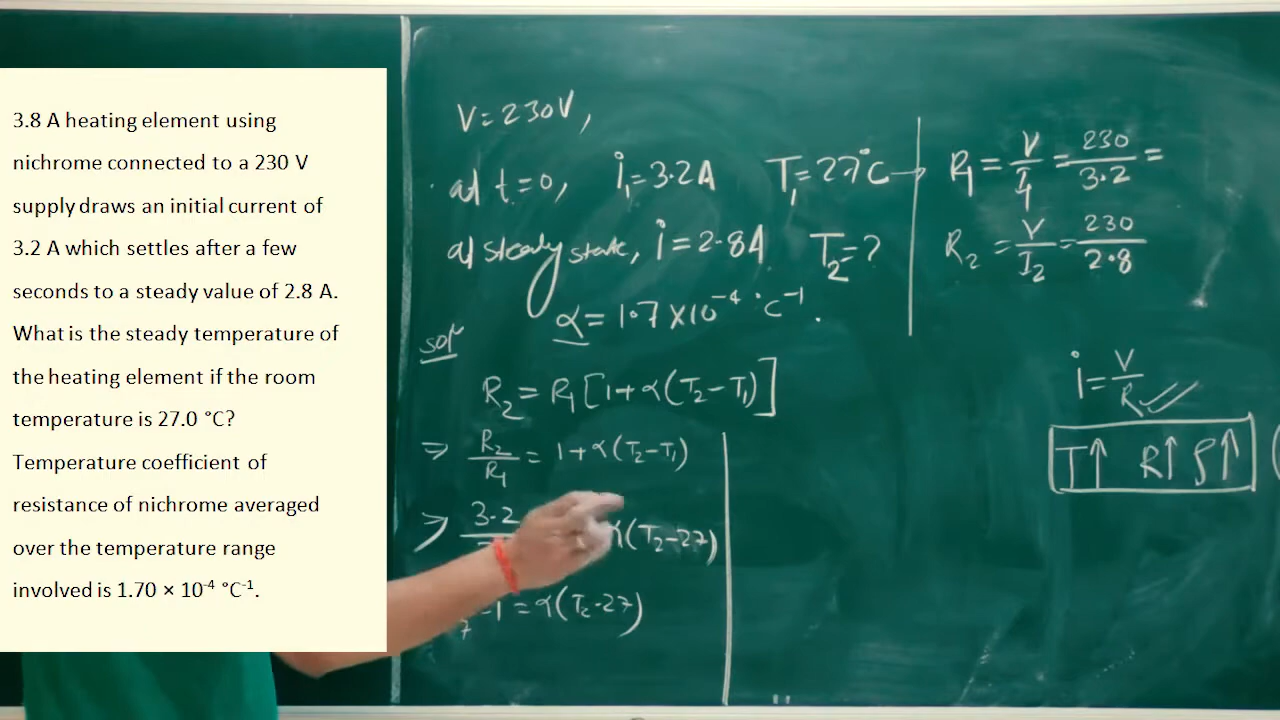 3.8 A heating element using
nichrome connected to a 230 V
supply draws an initial current of
3.2 A which settles after a few
seconds to a steady value of 2.8 A.
What is the steady temperature of
the heating element if the room
temperature is 27.0 °C?
Temperature coefficient of
resistance of nichrome averaged
over the temperature range
involved is 1.70 × 10⁻⁴ °C⁻¹.
V=230V,
at t=0, i₁=3.2A T₁=27°C →
at steady state, i=2.8A T₂=?
α=1.7×10⁻⁴ °C⁻¹.
solⁿ
R₂=R₁[1+α(T₂-T₁)]
⇒ R₂/R₁ = 1+α(T₂-T₁)
⇒ 3.2 α(T₂-27)
7 -1=α(T₂-27)
R₁=V/I₁=230/3.2=
R₂=V/I₂=230/2.8
i=V/R
T↑ R↑ ρ↑